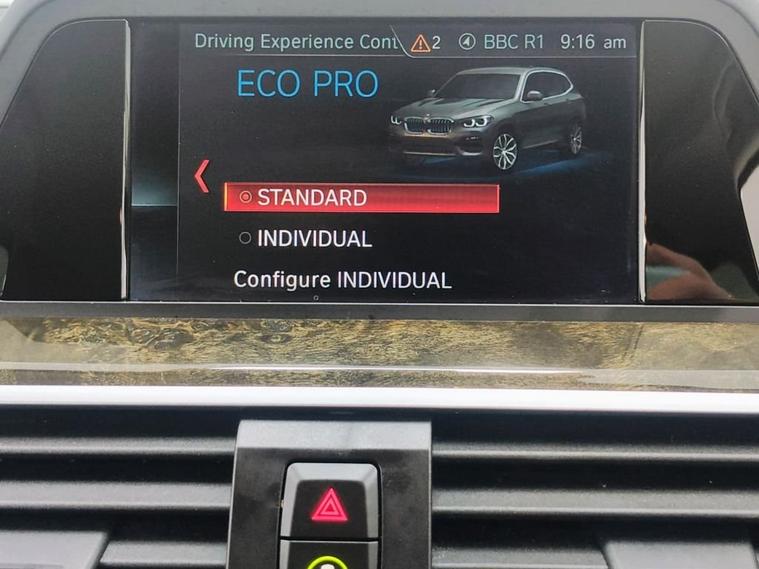 Driving Experience Cont 2 BBC R1 9:16 am
ECO PRO
STANDARD
INDIVIDUAL
Configure INDIVIDUAL